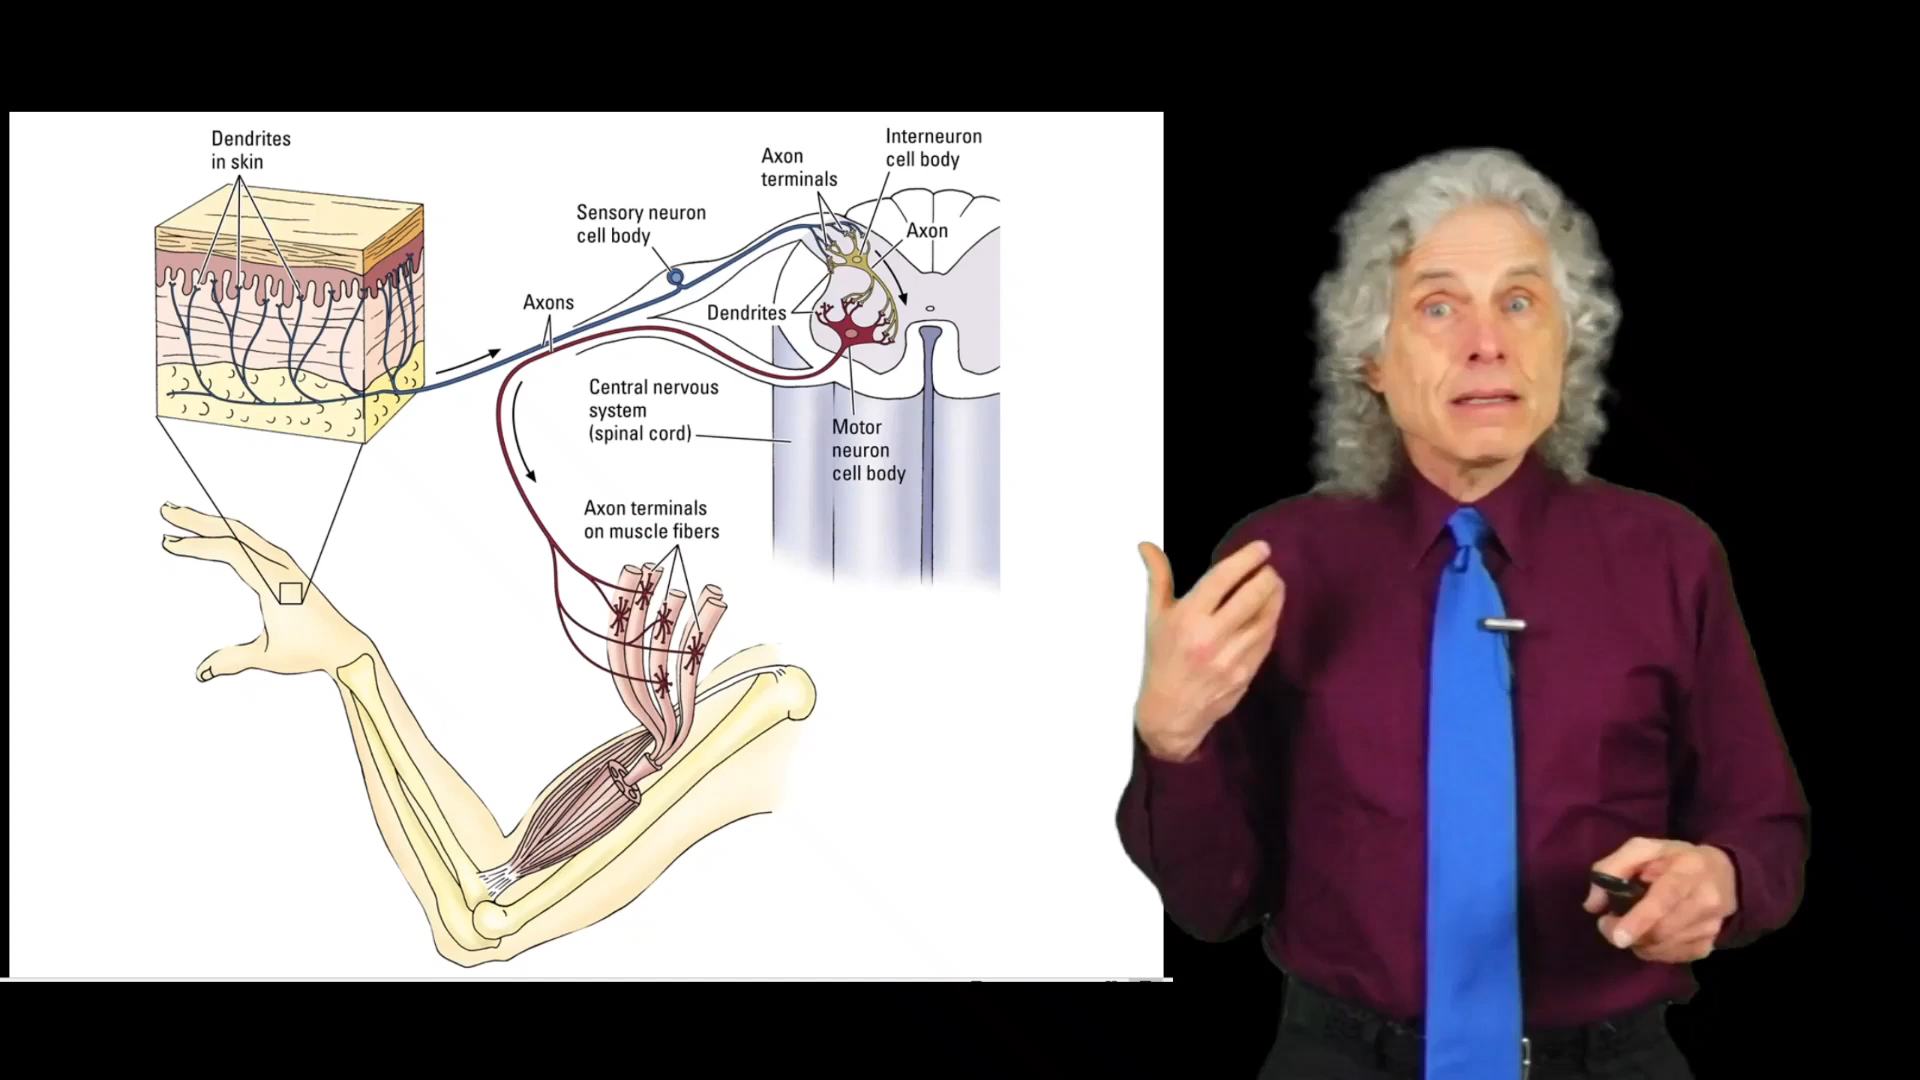 Dendrites
in skin
Sensory neuron
cell body
Axon
terminals
Interneuron
cell body
Axon
Axons
Dendrites
Central nervous
system
(spinal cord)
Motor
neuron
cell body
Axon terminals
on muscle fibers